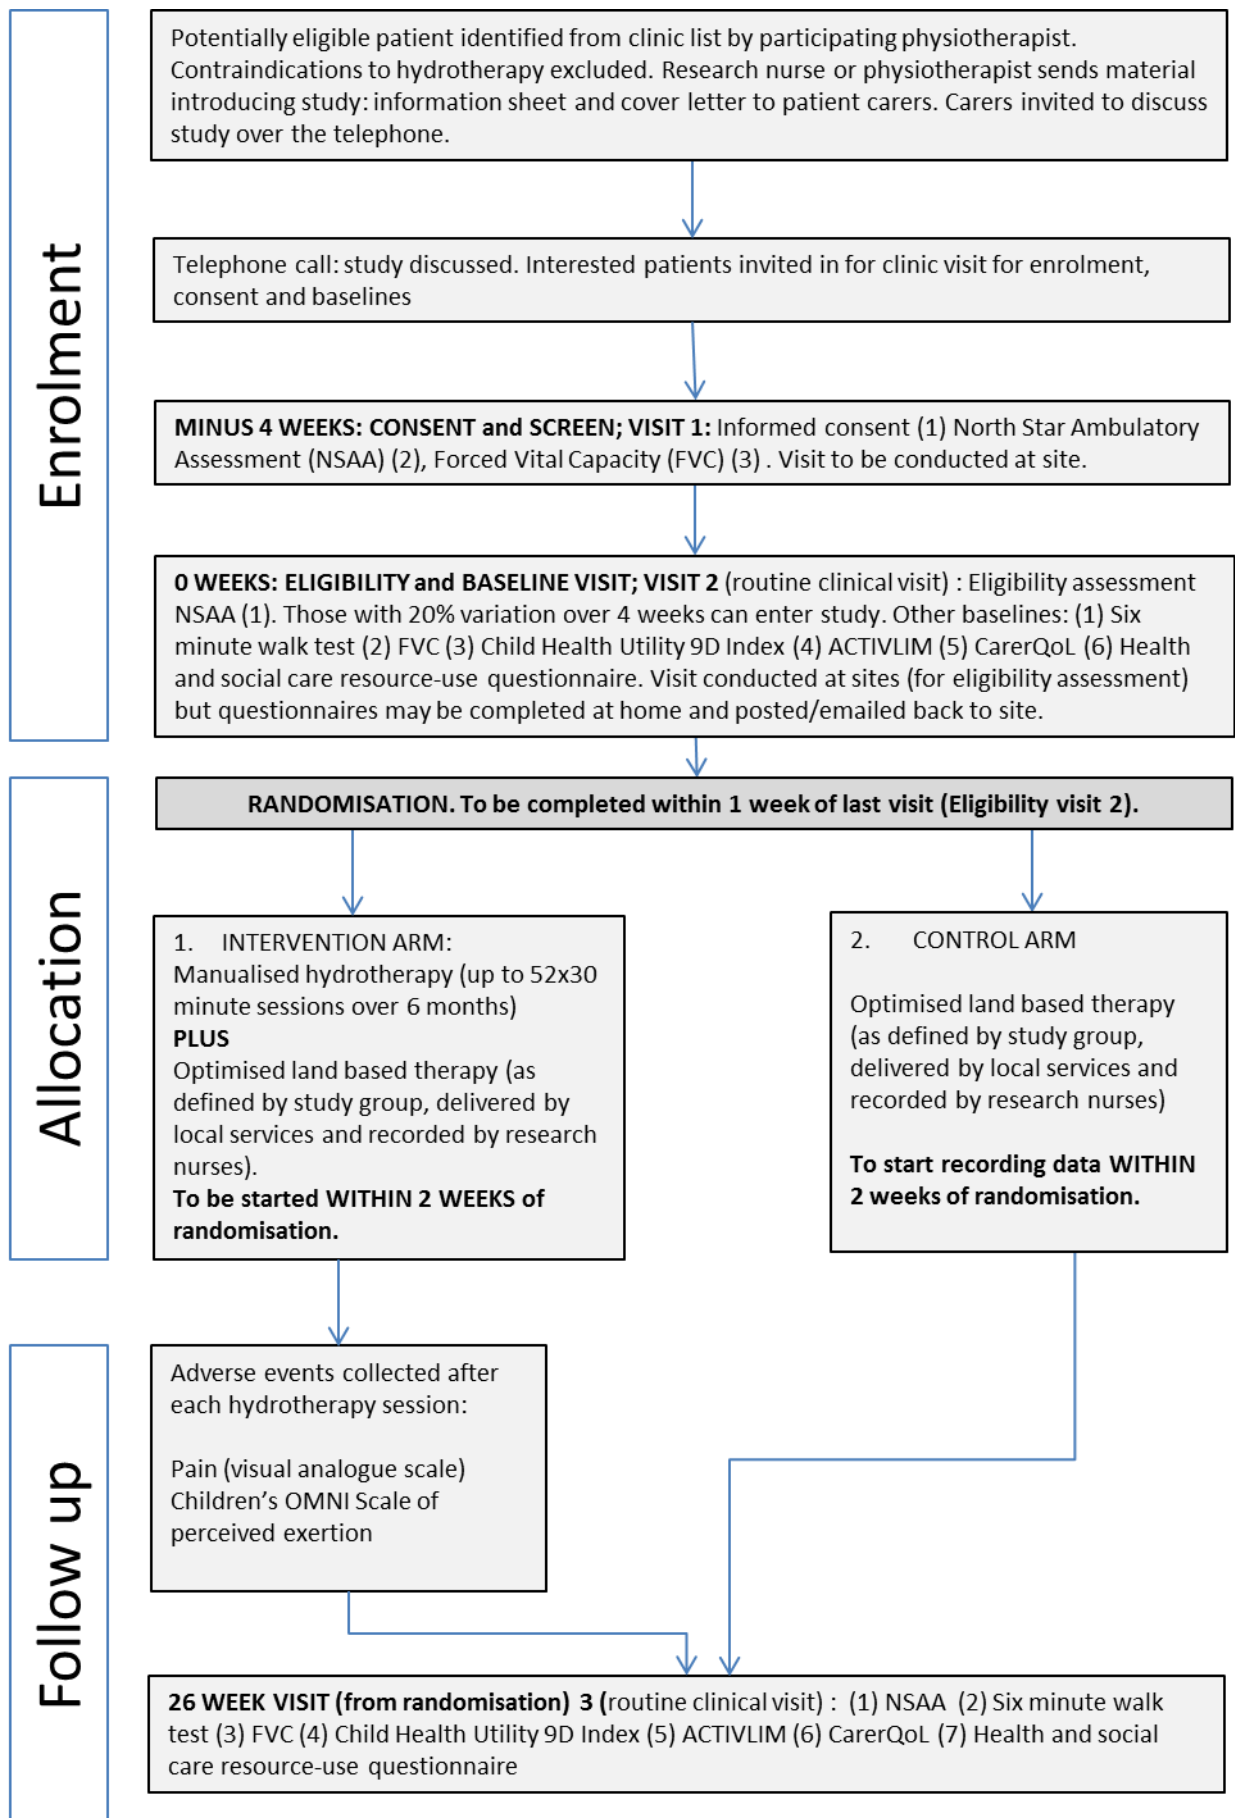 Enrolment
Potentially eligible patient identified from clinic list by participating physiotherapist.
Contraindications to hydrotherapy excluded. Research nurse or physiotherapist sends material
introducing study: information sheet and cover letter to patient carers. Carers invited to discuss
study over the telephone.
Telephone call: study discussed. Interested patients invited in for clinic visit for enrolment,
consent and baselines
MINUS 4 WEEKS: CONSENT and SCREEN; VISIT 1: Informed consent (1) North Star Ambulatory
Assessment (NSAA) (2), Forced Vital Capacity (FVC) (3) . Visit to be conducted at site.
0 WEEKS: ELIGIBILITY and BASELINE VISIT; VISIT 2 (routine clinical visit) : Eligibility assessment
NSAA (1). Those with 20% variation over 4 weeks can enter study. Other baselines: (1) Six
minute walk test (2) FVC (3) Child Health Utility 9D Index (4) ACTIVLIM (5) CarerQoL (6) Health
and social care resource-use questionnaire. Visit conducted at sites (for eligibility assessment)
but questionnaires may be completed at home and posted/emailed back to site.
Allocation
RANDOMISATION. To be completed within 1 week of last visit (Eligibility visit 2).
1. INTERVENTION ARM:
Manualised hydrotherapy (up to 52x30
minute sessions over 6 months)
PLUS
Optimised land based therapy (as
defined by study group, delivered by
local services and recorded by research
nurses).
To be started WITHIN 2 WEEKS of
randomisation.
2. CONTROL ARM
Optimised land based therapy
(as defined by study group,
delivered by local services and
recorded by research nurses)
To start recording data WITHIN
2 weeks of randomisation.
Follow up
Adverse events collected after
each hydrotherapy session:
Pain (visual analogue scale)
Children's OMNI Scale of
perceived exertion
26 WEEK VISIT (from randomisation) 3 (routine clinical visit) : (1) NSAA (2) Six minute walk
test (3) FVC (4) Child Health Utility 9D Index (5) ACTIVLIM (6) CarerQoL (7) Health and social
care resource-use questionnaire